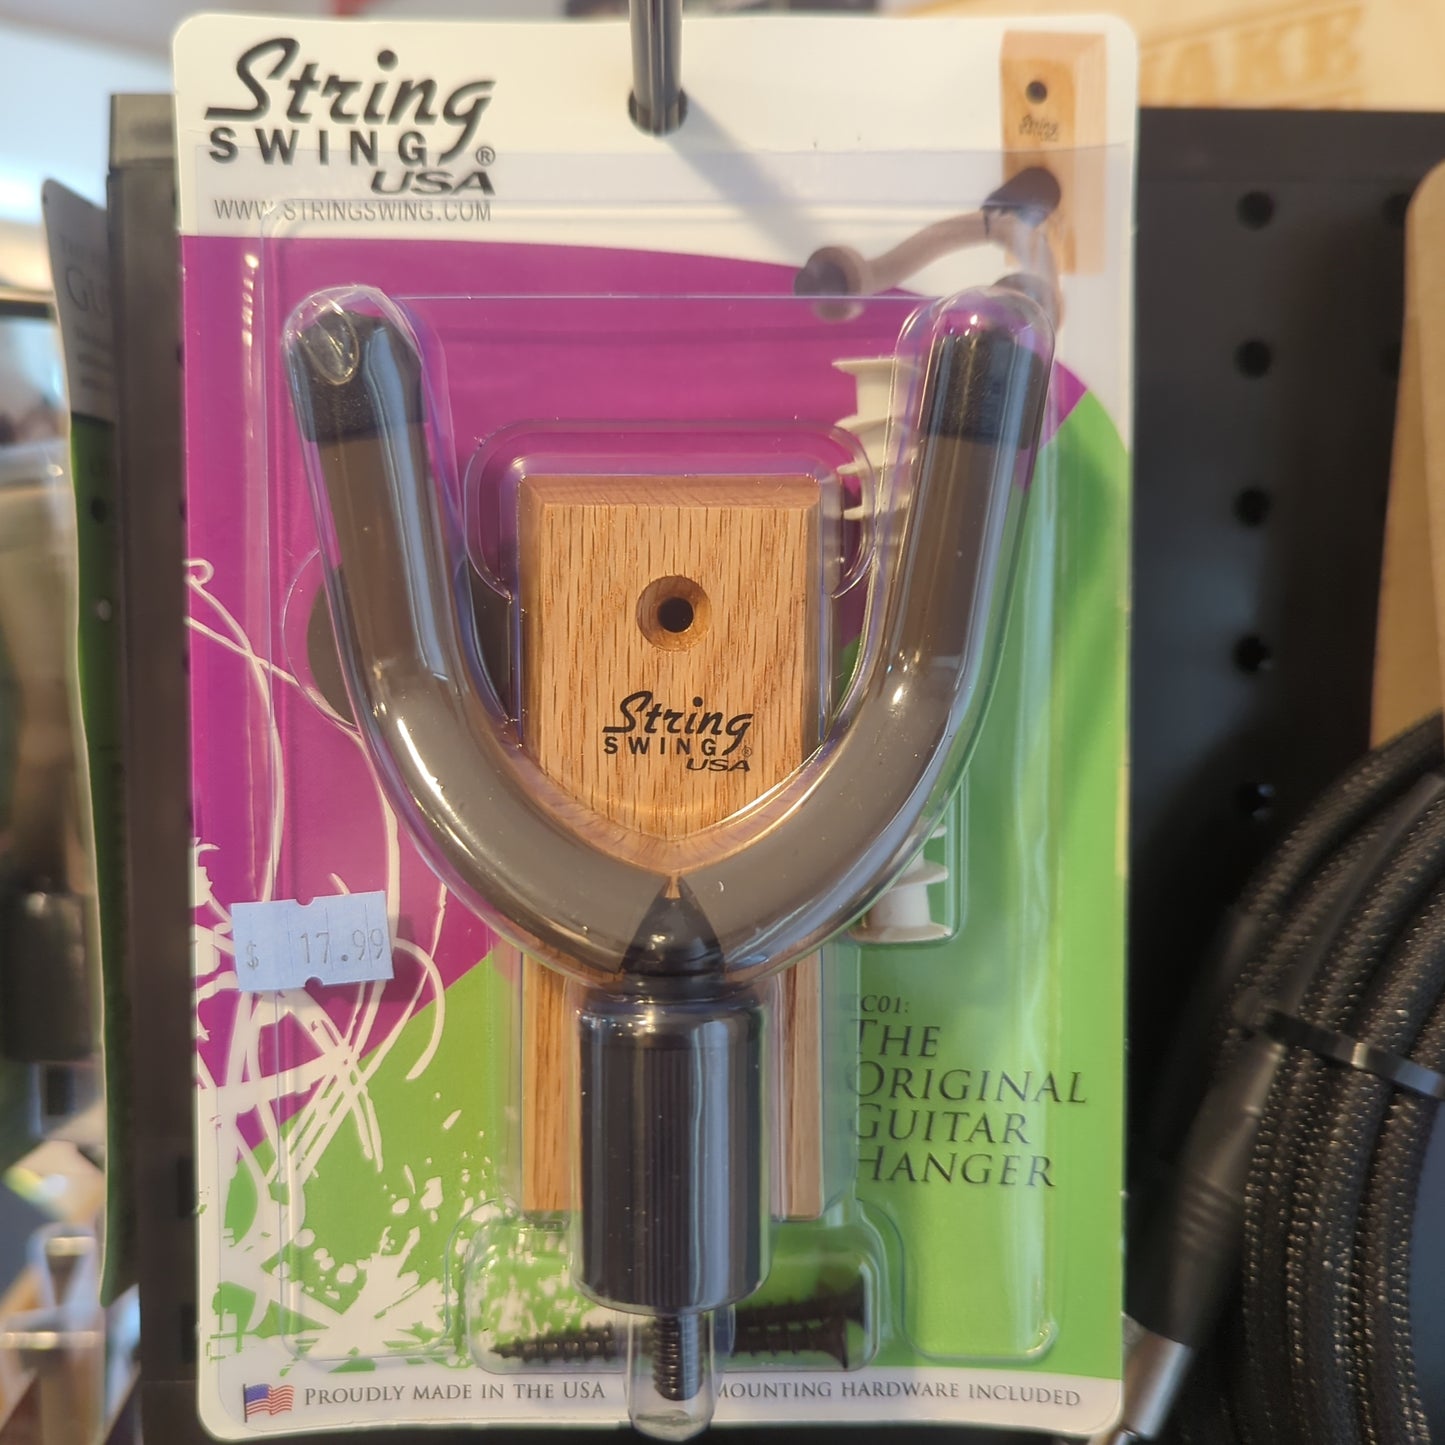 String
SWING®
USA
WWW.STRINGSWING.COM
String
SWING®
USA
$ 17.99
CC01:
THE
ORIGINAL
GUITAR
HANGER
PROUDLY MADE IN THE USA
MOUNTING HARDWARE INCLUDED